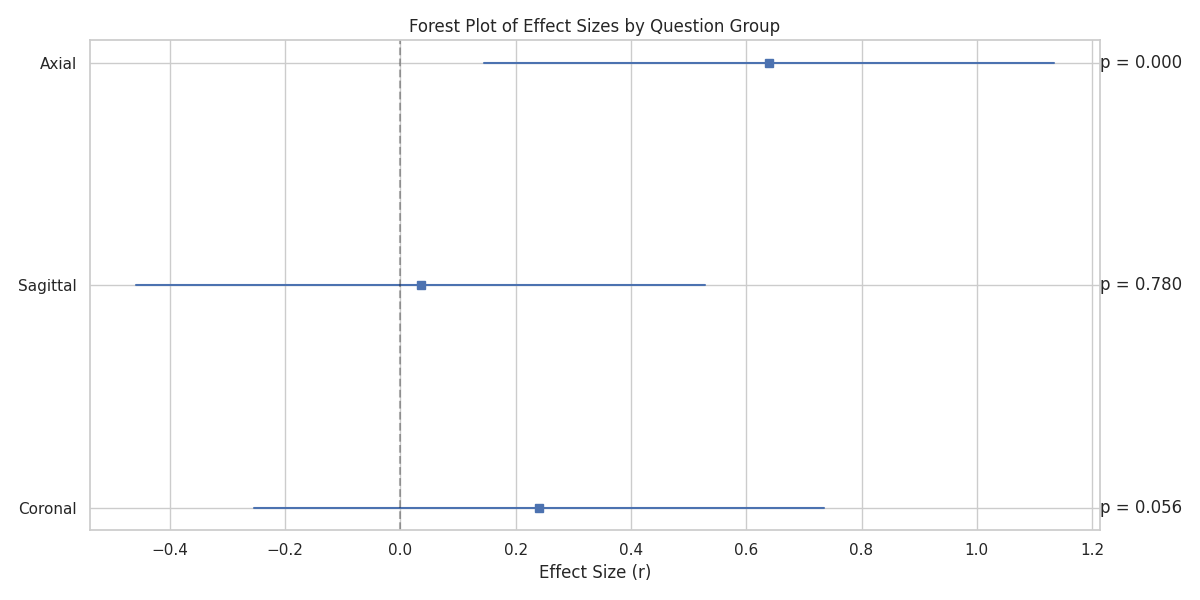 Forest Plot of Effect Sizes by Question Group
Axial
p = 0.000
Sagittal
p = 0.780
Coronal
p = 0.056
−0.4
−0.2
0.0
0.2
0.4
0.6
0.8
1.0
1.2
Effect Size (r)